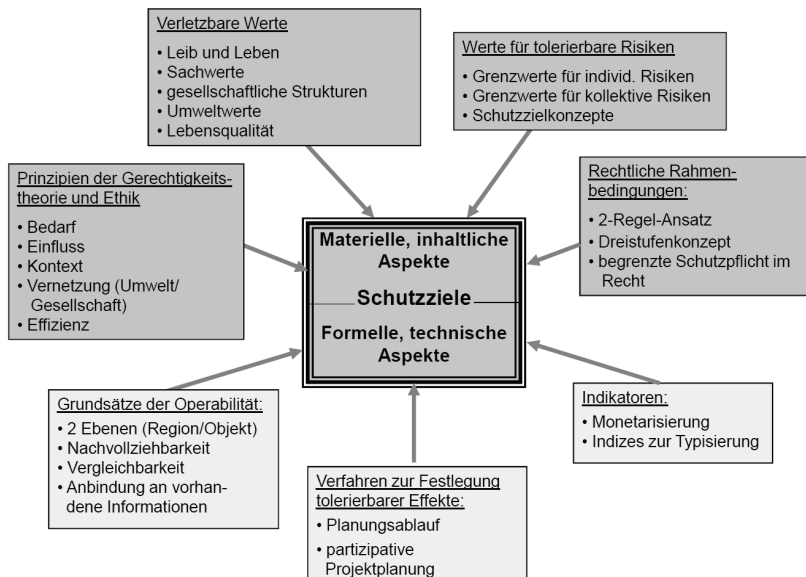 Verletzbare Werte
• Leib und Leben
• Sachwerte
• gesellschaftliche Strukturen
• Umweltwerte
• Lebensqualität
Werte für tolerierbare Risiken
• Grenzwerte für individ. Risiken
• Grenzwerte für kollektive Risiken
• Schutzzielkonzepte
Prinzipien der Gerechtigkeits-
theorie und Ethik
• Bedarf
• Einfluss
• Kontext
• Vernetzung (Umwelt/
Gesellschaft)
• Effizienz
Materielle, inhaltliche
Aspekte
Schutzziele
Formelle, technische
Aspekte
Rechtliche Rahmen-
bedingungen:
• 2-Regel-Ansatz
• Dreistufenkonzept
• begrenzte Schutzpflicht im
Recht
Grundsätze der Operabilität:
• 2 Ebenen (Region/Objekt)
• Nachvollziehbarkeit
• Vergleichbarkeit
• Anbindung an vorhan-
dene Informationen
Verfahren zur Festlegung
tolerierbarer Effekte:
• Planungsablauf
• partizipative
Projektplanung
Indikatoren:
• Monetarisierung
• Indizes zur Typisierung